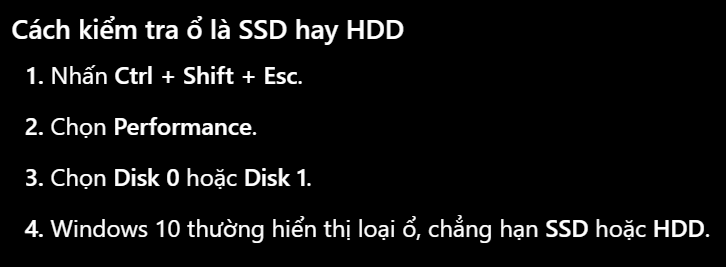 Cách kiểm tra ổ là SSD hay HDD
1. Nhấn Ctrl + Shift + Esc.
2. Chọn Performance.
3. Chọn Disk 0 hoặc Disk 1.
4. Windows 10 thường hiển thị loại ổ, chẳng hạn SSD hoặc HDD.